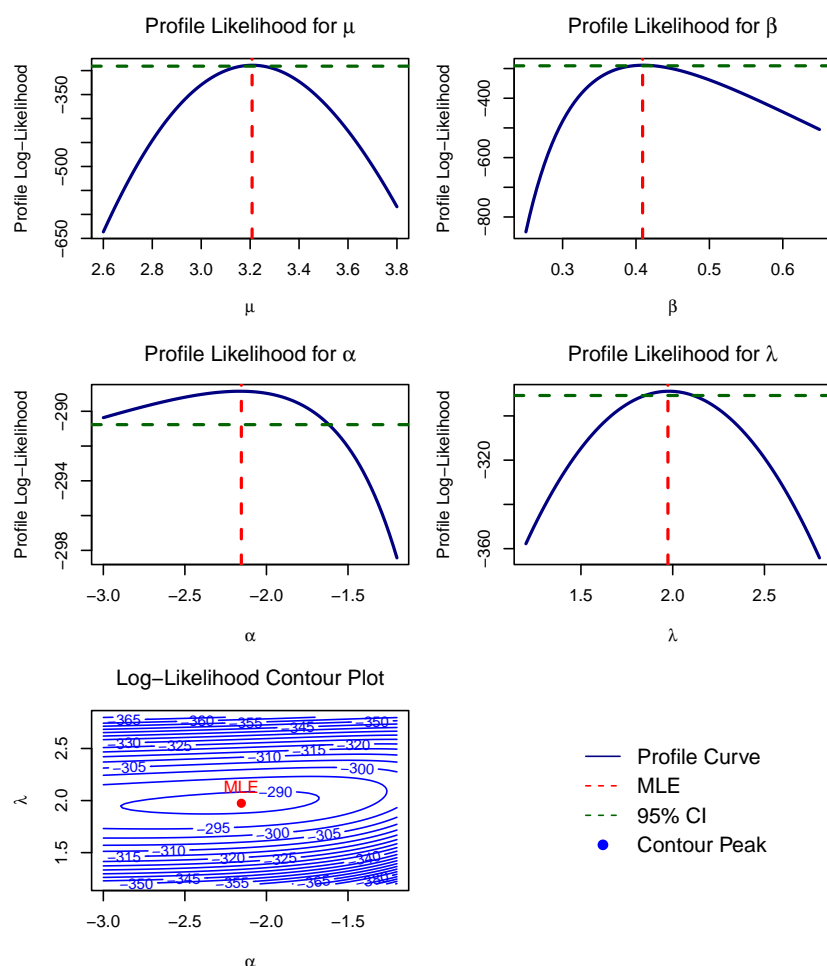 Profile Likelihood for μ
Profile Log−Likelihood
−350
−500
−650
2.6 2.8 3.0 3.2 3.4 3.6 3.8
μ
Profile Likelihood for β
Profile Log−Likelihood
−400
−600
−800
0.3 0.4 0.5 0.6
β
Profile Likelihood for α
Profile Log−Likelihood
−290
−294
−298
−3.0 −2.5 −2.0 −1.5
α
Profile Likelihood for λ
Profile Log−Likelihood
−320
−360
1.5 2.0 2.5
λ
Log−Likelihood Contour Plot
λ
2.5
2.0
1.5
−365 −360 −355 −345 −350
−330 −325 −310 −315 −320
−305 −300
MLE −290
−295 −300 −305
−315 −310 −320 −325 −340
−350 −345 −355 −365 −380
−3.0 −2.5 −2.0 −1.5
α
Profile Curve
MLE
95% CI
Contour Peak